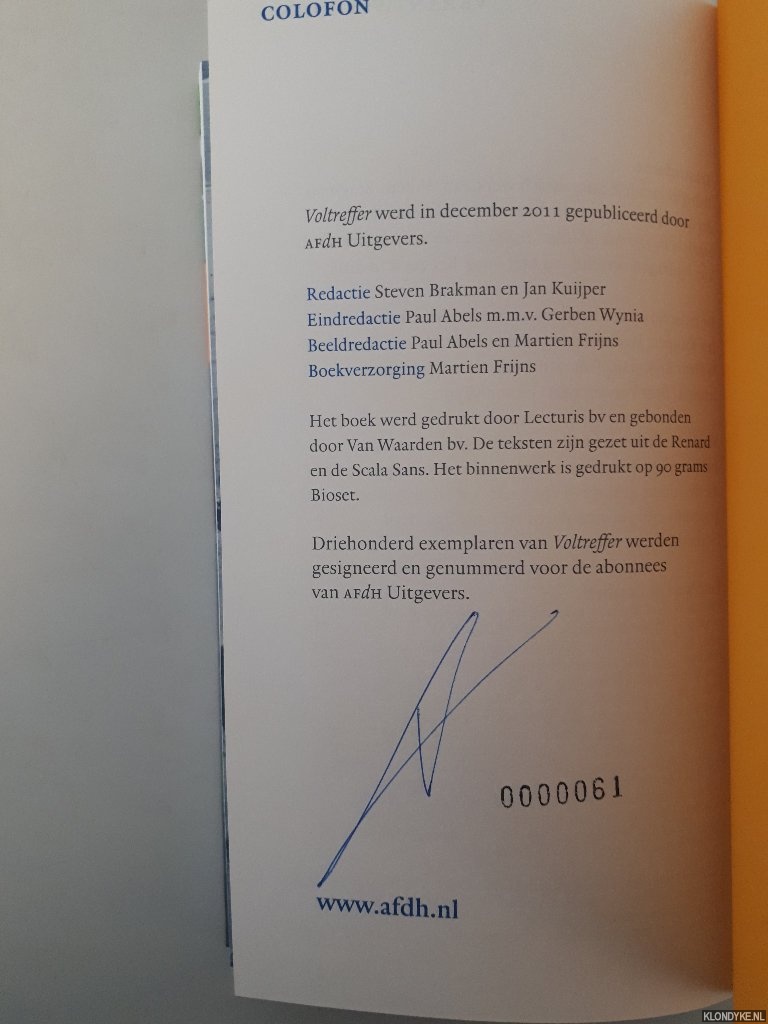 COLOFON
Voltreffer werd in december 2011 gepubliceerd door
AFdH Uitgevers.
Redactie Steven Brakman en Jan Kuijper
Eindredactie Paul Abels m.m.v. Gerben Wynia
Beeldredactie Paul Abels en Martien Frijns
Boekverzorging Martien Frijns
Het boek werd gedrukt door Lecturis bv en gebonden
door Van Waarden bv. De teksten zijn gezet uit de Renard
en de Scala Sans. Het binnenwerk is gedrukt op 90 grams
Bioset.
Driehonderd exemplaren van Voltreffer werden
gesigneerd en genummerd voor de abonnees
van AFdH Uitgevers.
0000061
www.afdh.nl
KLONDYKE.NL